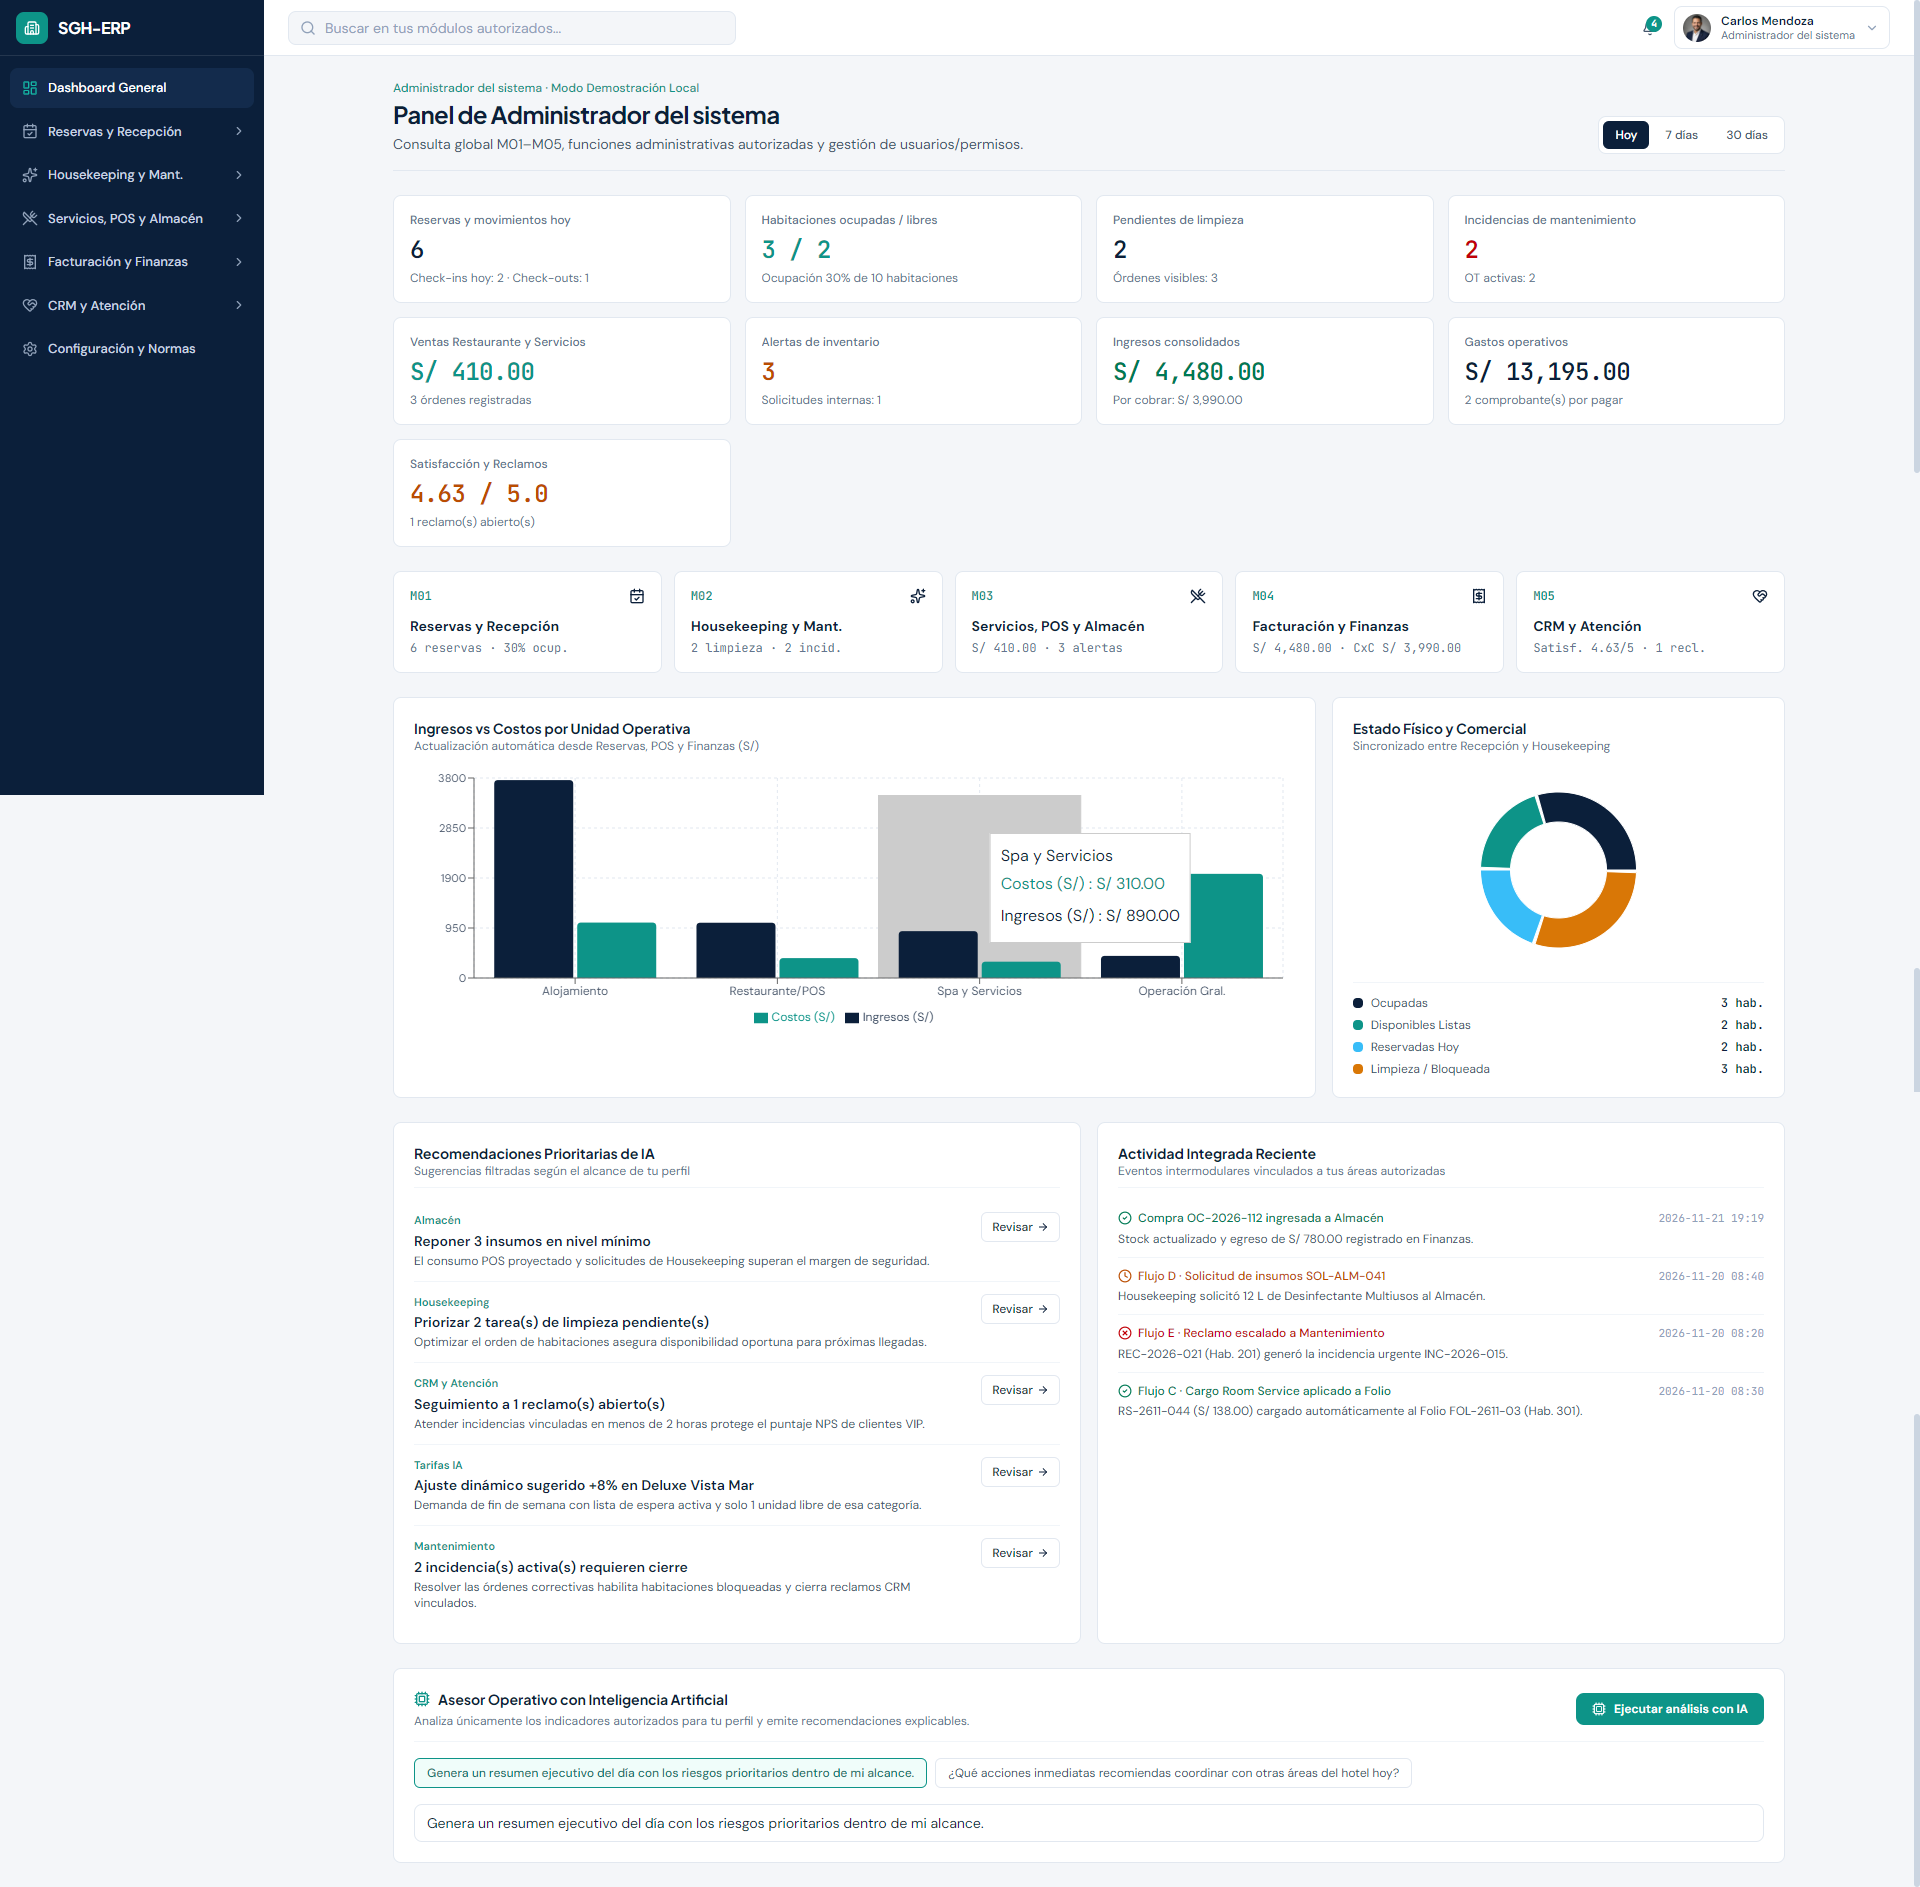 SGH-ERP
Buscar en tus módulos autorizados...
4
Carlos Mendoza
Administrador del sistema
Dashboard General
Reservas y Recepción
Housekeeping y Mant.
Servicios, POS y Almacén
Facturación y Finanzas
CRM y Atención
Configuración y Normas
Administrador del sistema · Modo Demostración Local
Panel de Administrador del sistema
Consulta global M01–M05, funciones administrativas autorizadas y gestión de usuarios/permisos.
Hoy 7 días 30 días
Reservas y movimientos hoy
6
Check-ins hoy: 2 · Check-outs: 1
Habitaciones ocupadas / libres
3 / 2
Ocupación 30% de 10 habitaciones
Pendientes de limpieza
2
Órdenes visibles: 3
Incidencias de mantenimiento
2
OT activas: 2
Ventas Restaurante y Servicios
S/ 410.00
3 órdenes registradas
Alertas de inventario
3
Solicitudes internas: 1
Ingresos consolidados
S/ 4,480.00
Por cobrar: S/ 3,990.00
Gastos operativos
S/ 13,195.00
2 comprobante(s) por pagar
Satisfacción y Reclamos
4.63 / 5.0
1 reclamo(s) abierto(s)
M01
Reservas y Recepción
6 reservas · 30% ocup.
M02
Housekeeping y Mant.
2 limpieza · 2 incid.
M03
Servicios, POS y Almacén
S/ 410.00 · 3 alertas
M04
Facturación y Finanzas
S/ 4,480.00 · CxC S/ 3,990.00
M05
CRM y Atención
Satisf. 4.63/5 · 1 recl.
Ingresos vs Costos por Unidad Operativa
Actualización automática desde Reservas, POS y Finanzas (S/)
3800
2850
1900
950
0
Spa y Servicios
Costos (S/) : S/ 310.00
Ingresos (S/) : S/ 890.00
Alojamiento Restaurante/POS Spa y Servicios Operación Gral.
Costos (S/) Ingresos (S/)
Estado Físico y Comercial
Sincronizado entre Recepción y Housekeeping
Ocupadas 3 hab.
Disponibles Listas 2 hab.
Reservadas Hoy 2 hab.
Limpieza / Bloqueada 3 hab.
Recomendaciones Prioritarias de IA
Sugerencias filtradas según el alcance de tu perfil
Almacén
Reponer 3 insumos en nivel mínimo
El consumo POS proyectado y solicitudes de Housekeeping superan el margen de seguridad.
Revisar →
Housekeeping
Priorizar 2 tarea(s) de limpieza pendiente(s)
Optimizar el orden de habitaciones asegura disponibilidad oportuna para próximas llegadas.
Revisar →
CRM y Atención
Seguimiento a 1 reclamo(s) abierto(s)
Atender incidencias vinculadas en menos de 2 horas protege el puntaje NPS de clientes VIP.
Revisar →
Tarifas IA
Ajuste dinámico sugerido +8% en Deluxe Vista Mar
Demanda de fin de semana con lista de espera activa y solo 1 unidad libre de esa categoría.
Revisar →
Mantenimiento
2 incidencia(s) activa(s) requieren cierre
Resolver las órdenes correctivas habilita habitaciones bloqueadas y cierra reclamos CRM
vinculados.
Revisar →
Actividad Integrada Reciente
Eventos intermodulares vinculados a tus áreas autorizadas
Compra OC-2026-112 ingresada a Almacén 2026-11-21 19:19
Stock actualizado y egreso de S/ 780.00 registrado en Finanzas.
Flujo D · Solicitud de insumos SOL-ALM-041 2026-11-20 08:40
Housekeeping solicitó 12 L de Desinfectante Multiusos al Almacén.
Flujo E · Reclamo escalado a Mantenimiento 2026-11-20 08:20
REC-2026-021 (Hab. 201) generó la incidencia urgente INC-2026-015.
Flujo C · Cargo Room Service aplicado a Folio 2026-11-20 08:30
RS-2611-044 (S/ 138.00) cargado automáticamente al Folio FOL-2611-03 (Hab. 301).
Asesor Operativo con Inteligencia Artificial
Analiza únicamente los indicadores autorizados para tu perfil y emite recomendaciones explicables.
Ejecutar análisis con IA
Genera un resumen ejecutivo del día con los riesgos prioritarios dentro de mi alcance.
¿Qué acciones inmediatas recomiendas coordinar con otras áreas del hotel hoy?
Genera un resumen ejecutivo del día con los riesgos prioritarios dentro de mi alcance.